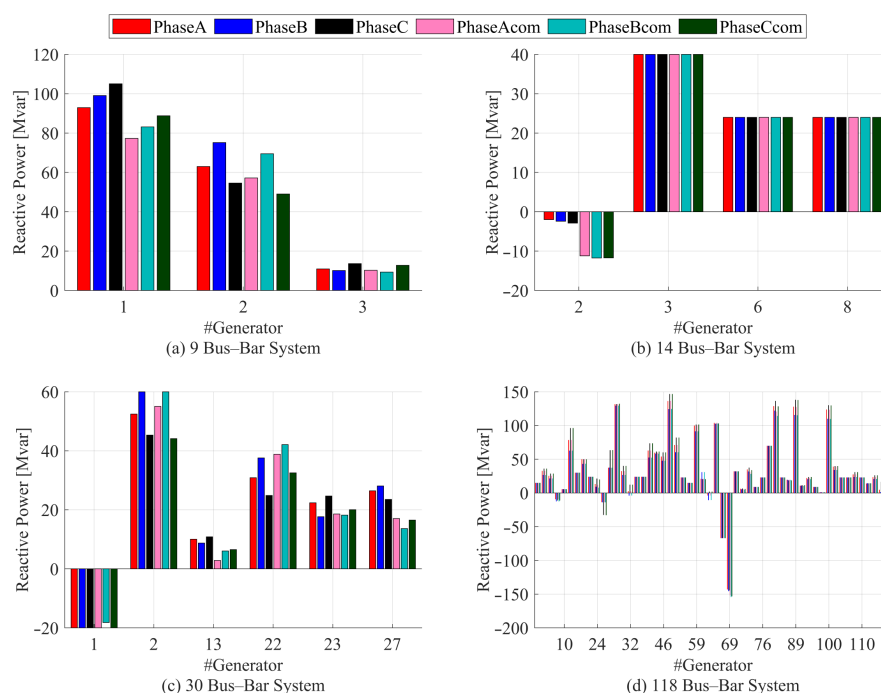 PhaseA PhaseB PhaseC PhaseAcom PhaseBcom PhaseCcom
120
100
80
60
40
20
0
Reactive Power [Mvar]
1 2 3
#Generator
(a) 9 Bus–Bar System
40
30
20
10
0
−10
−20
Reactive Power [Mvar]
2 3 6 8
#Generator
(b) 14 Bus–Bar System
60
40
20
0
−20
Reactive Power [Mvar]
1 2 13 22 23 27
#Generator
(c) 30 Bus–Bar System
150
100
50
0
−50
−100
−150
−200
Reactive Power [Mvar]
10 24 32 46 59 69 76 89 100 110
#Generator
(d) 118 Bus–Bar System